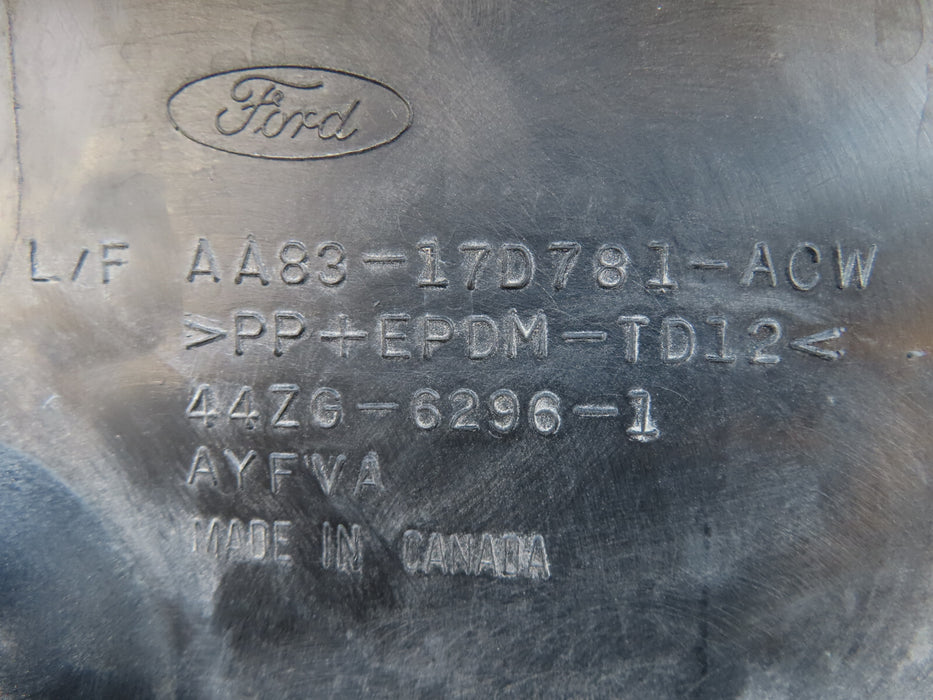 Ford
L/F AA83-17D781-ACW
>PP+EPDM-TD12<
44ZG-6296-1
AYFVA
MADE IN CANADA